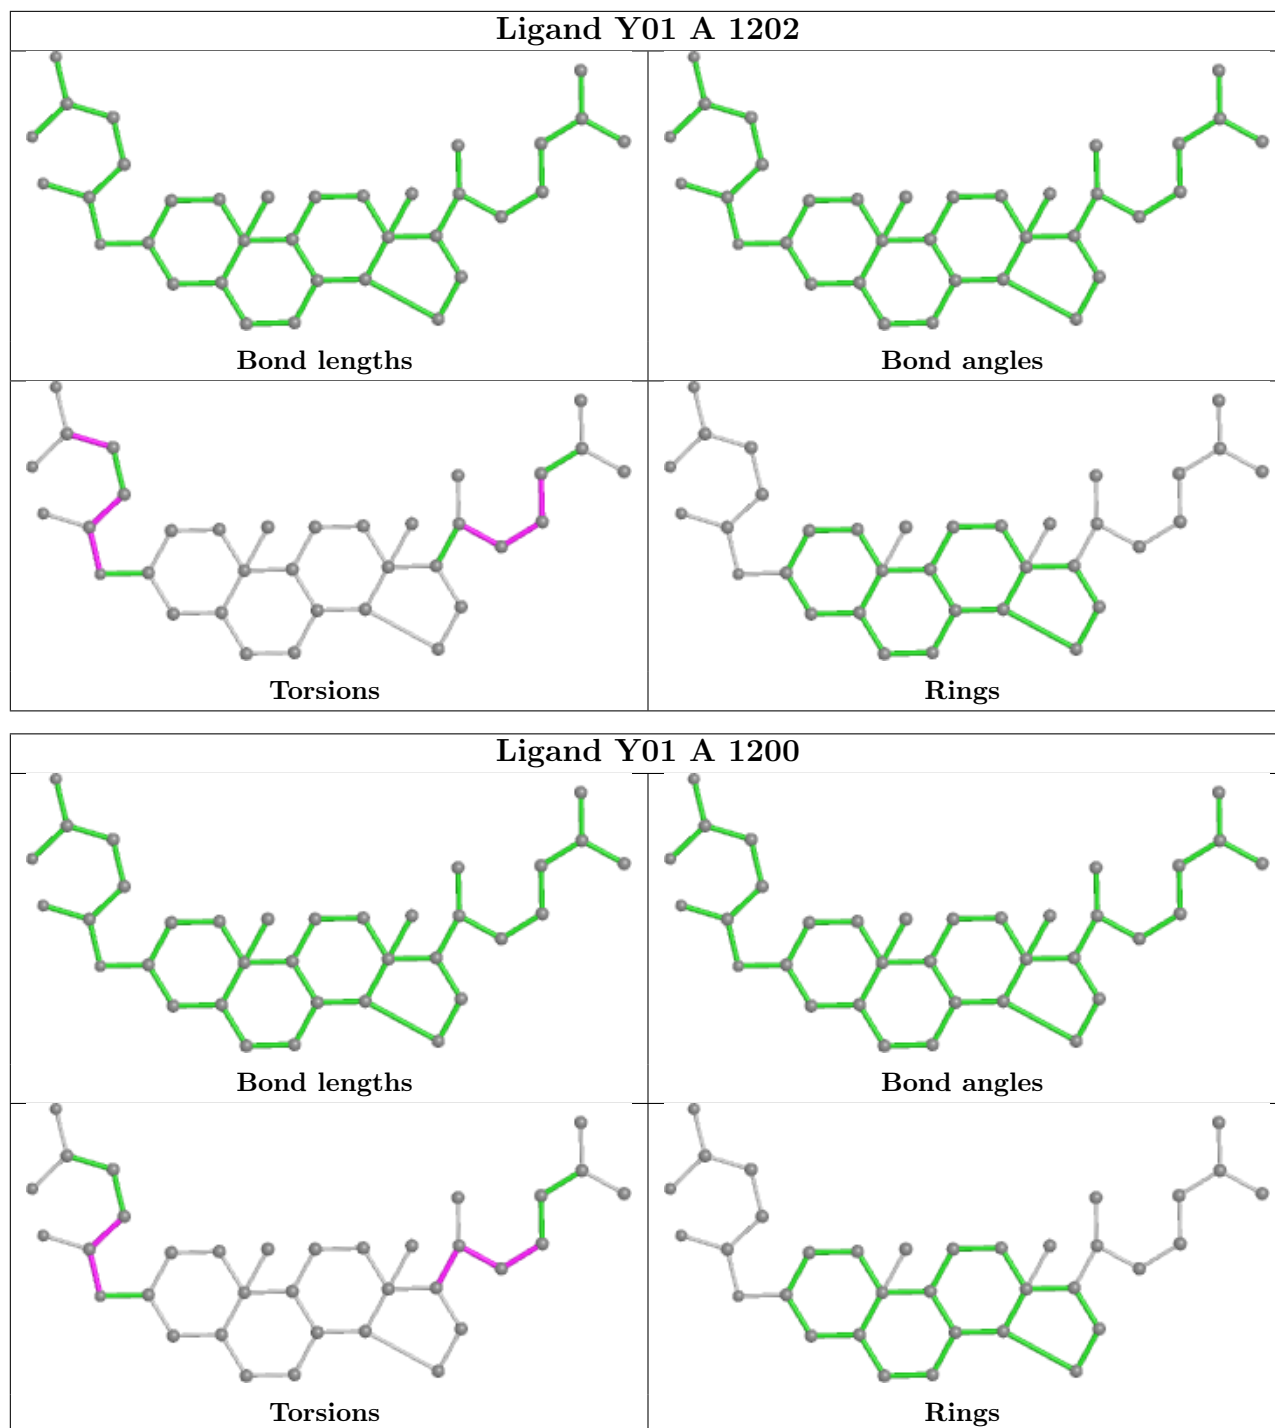 Ligand Y01 A 1202
Bond lengths
Bond angles
Torsions
Rings
Ligand Y01 A 1200
Bond lengths
Bond angles
Torsions
Rings